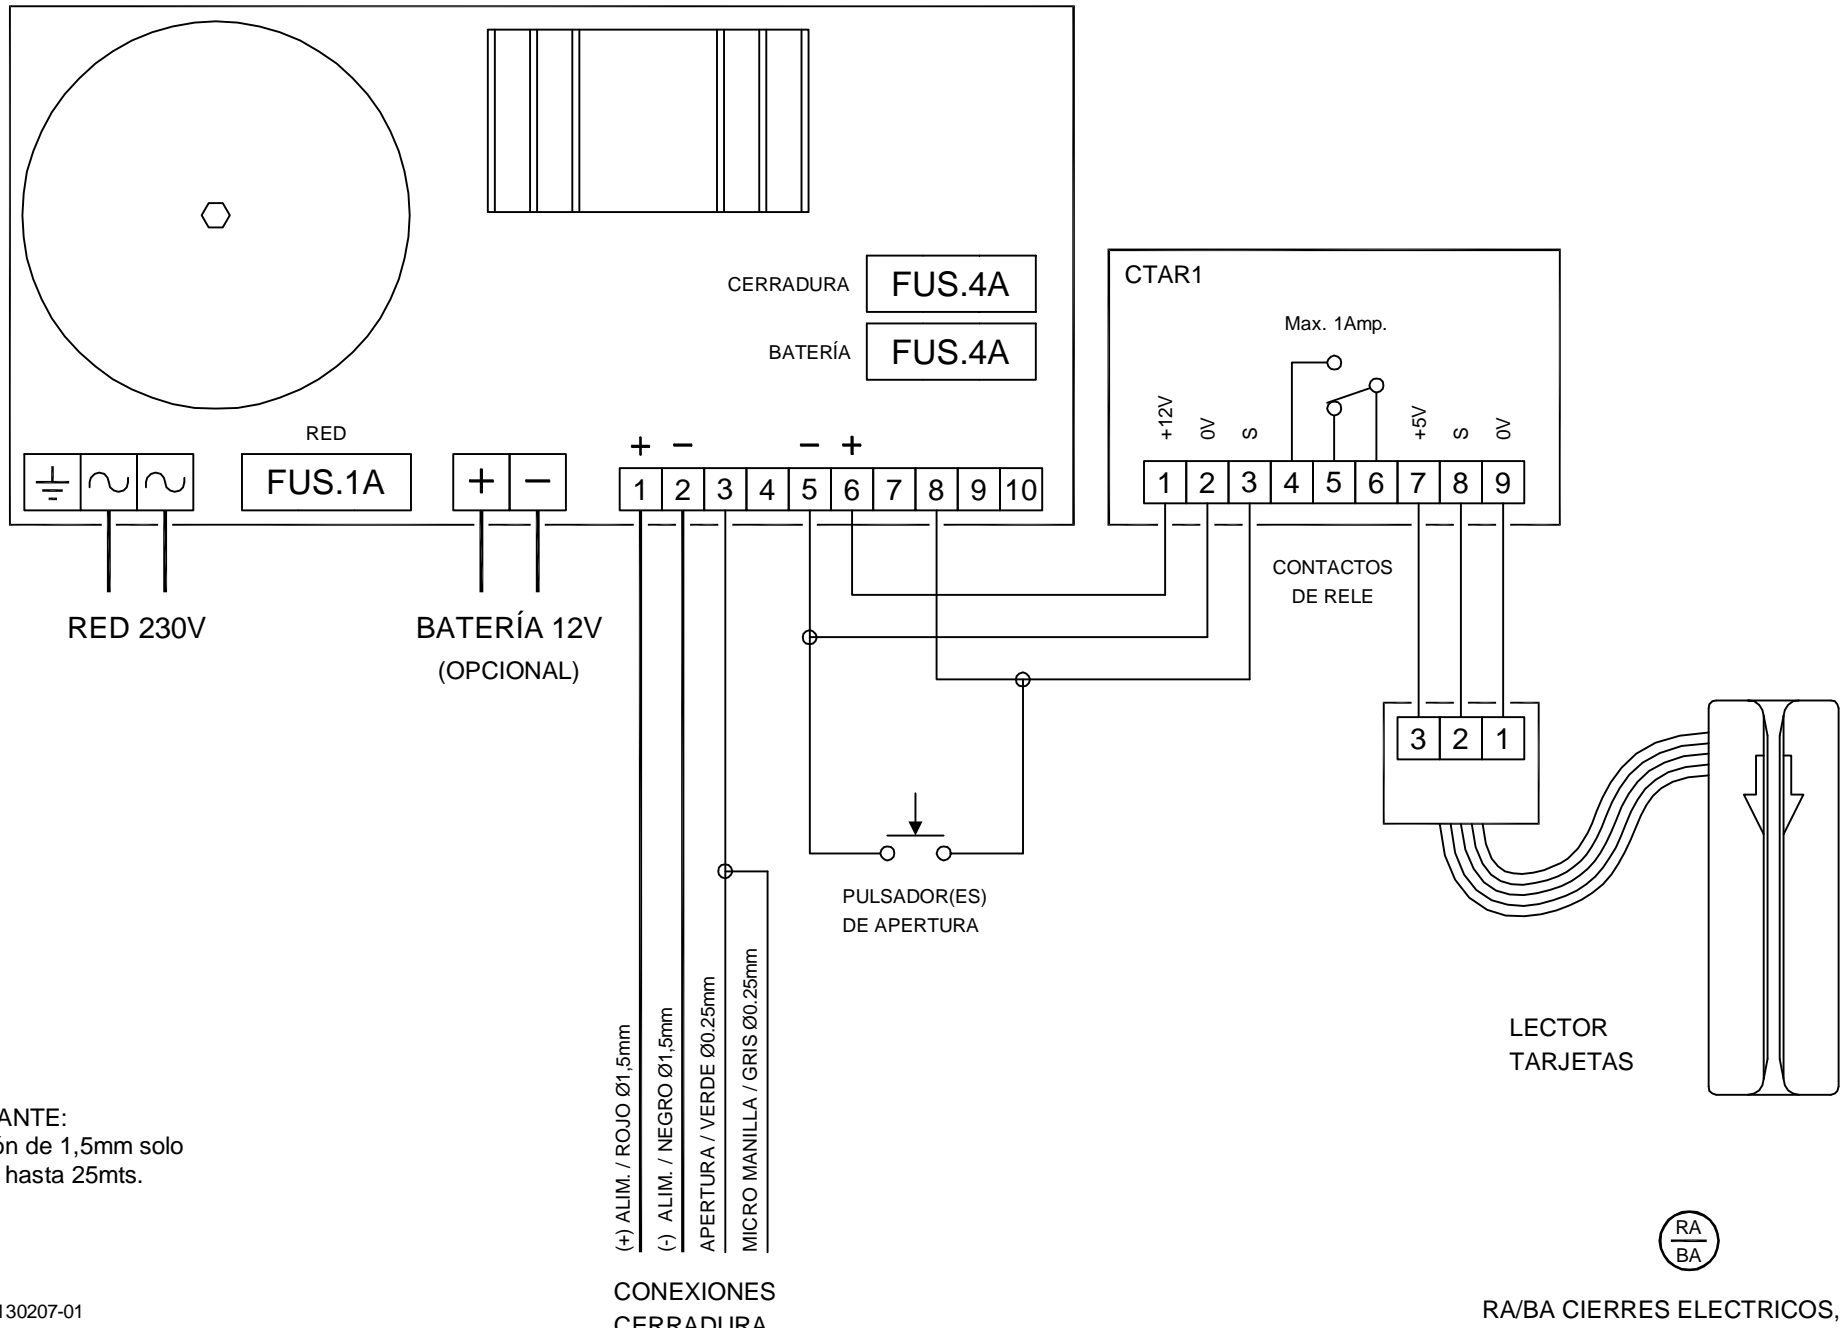 CERRADURA FUS.4A
BATERÍA FUS.4A
RED
FUS.1A
+ -
+ - - +
1 2 3 4 5 6 7 8 9 10
RED 230V
BATERÍA 12V
(OPCIONAL)
CTAR1
Max. 1Amp.
+12V 0V S +5V S 0V
1 2 3 4 5 6 7 8 9
CONTACTOS
DE RELE
3 2 1
PULSADOR(ES)
DE APERTURA
(+) ALIM. / ROJO Ø1,5mm
(-) ALIM. / NEGRO Ø1,5mm
APERTURA / VERDE Ø0.25mm
MICRO MANILLA / GRIS Ø0.25mm
CONEXIONES
CERRADURA
LECTOR
TARJETAS
ANTE:
ón de 1,5mm solo
hasta 25mts.
130207-01
RA
BA
RA/BA CIERRES ELECTRICOS,